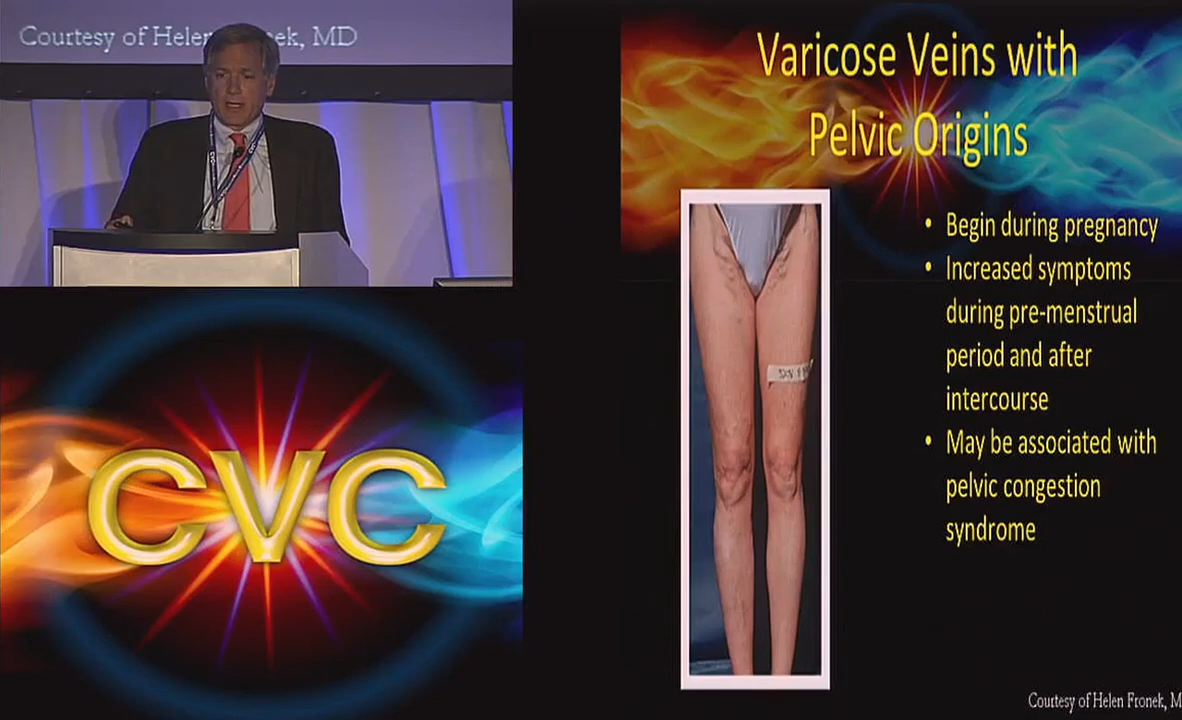 Courtesy of Helen Fronek, MD
Varicose Veins with
Pelvic Origins
• Begin during pregnancy
• Increased symptoms
during pre-menstrual
period and after
intercourse
• May be associated with
pelvic congestion
syndrome
CVC
Courtesy of Helen Fronek, M